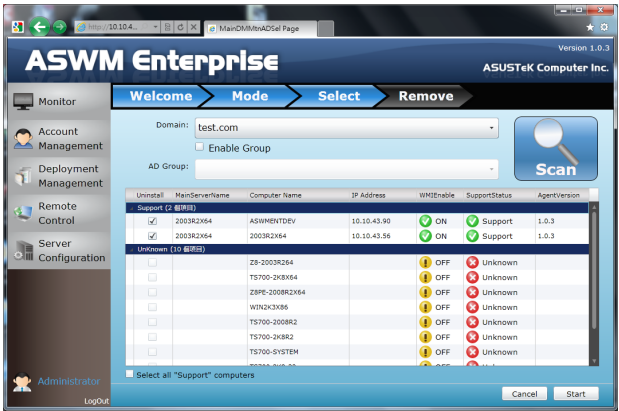 http://10.10.4...
MainDMMtnADSel Page
Version 1.0.3
ASWM Enterprise
ASUSTeK Computer Inc.
Monitor
Account Management
Deployment Management
Remote Control
Server Configuration
Administrator
LogOut
Welcome Mode Select Remove
Domain: test.com
Enable Group
AD Group:
Scan
Uninstall MainServerName Computer Name IP Address WMIEnable SupportStatus AgentVersion
Support (2 個項目)
2003R2X64 ASWMENTDEV 10.10.43.90 ON Support 1.0.3
2003R2X64 2003R2X64 10.10.43.56 ON Support 1.0.3
UnKnown (10 個項目)
Z8-2003R264 OFF Unknown
TS700-2K8X64 OFF Unknown
Z8PE-2008R2X64 OFF Unknown
WIN2K3X86 OFF Unknown
TS700-2008R2 OFF Unknown
TS700-2K8R2 OFF Unknown
TS700-SYSTEM OFF Unknown
Select all "Support" computers
Cancel Start